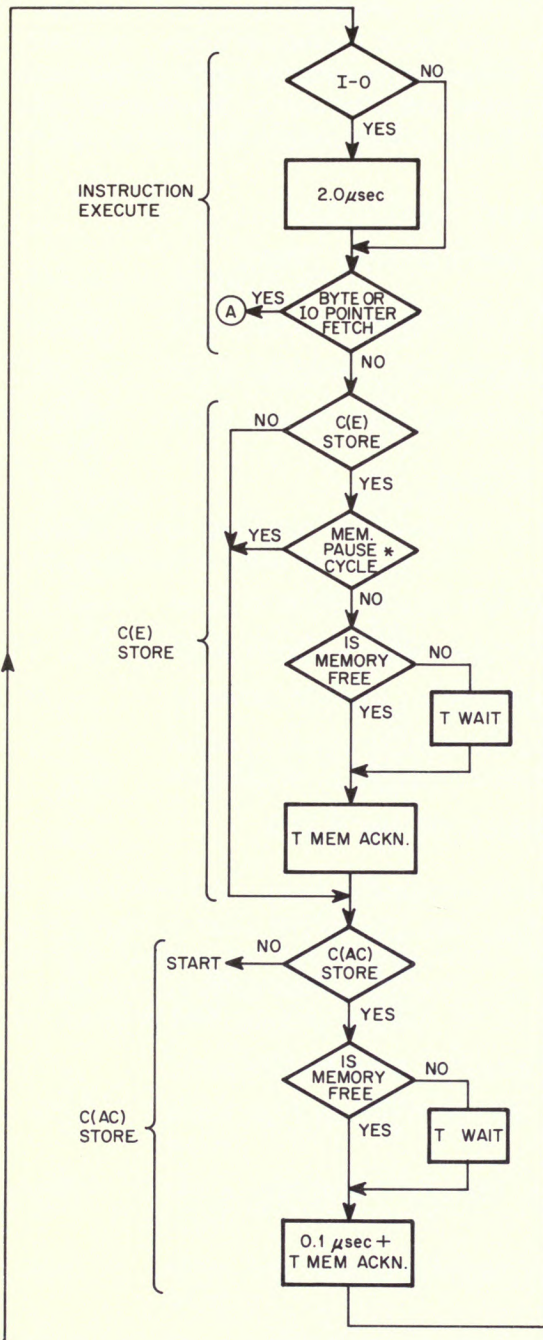 I-O
NO
YES
INSTRUCTION
EXECUTE
2.0μsec
A
YES
BYTE OR
IO POINTER
FETCH
NO
NO
C(E)
STORE
YES
YES
MEM.
PAUSE *
CYCLE
NO
C(E)
STORE
IS
MEMORY
FREE
NO
YES
T WAIT
T MEM ACKN.
START
NO
C(AC)
STORE
YES
IS
MEMORY
FREE
NO
YES
C(AC)
STORE
T WAIT
0.1 μsec +
T MEM ACKN.